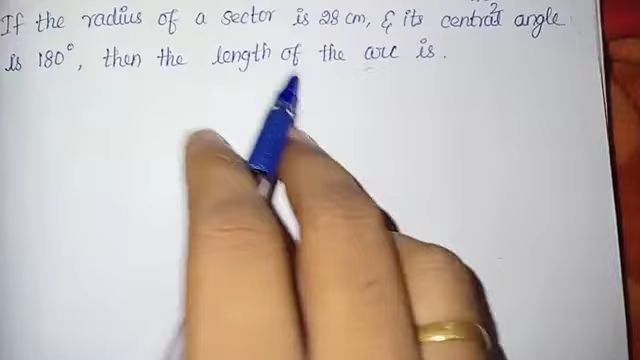 If the radius of a sector is 28 cm, & its central angle
is 180°, then the length of the arc is.